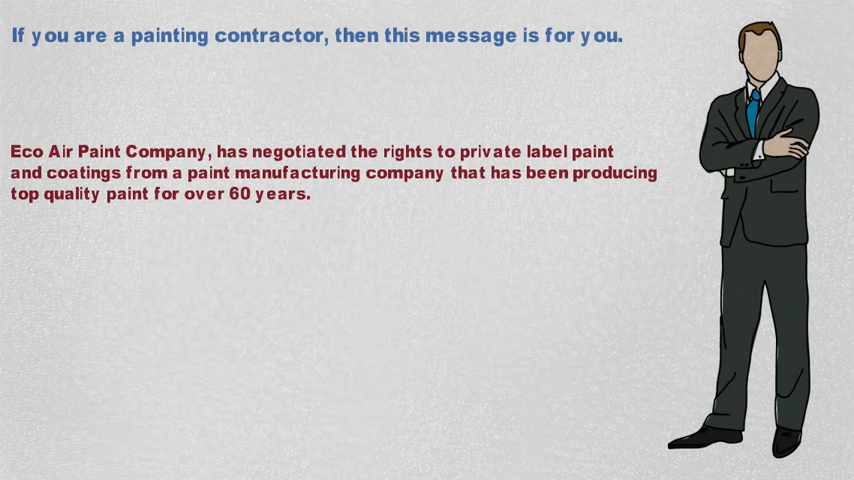 If you are a painting contractor, then this message is for you.
Eco Air Paint Company, has negotiated the rights to private label paint
and coatings from a paint manufacturing company that has been producing
top quality paint for over 60 years.